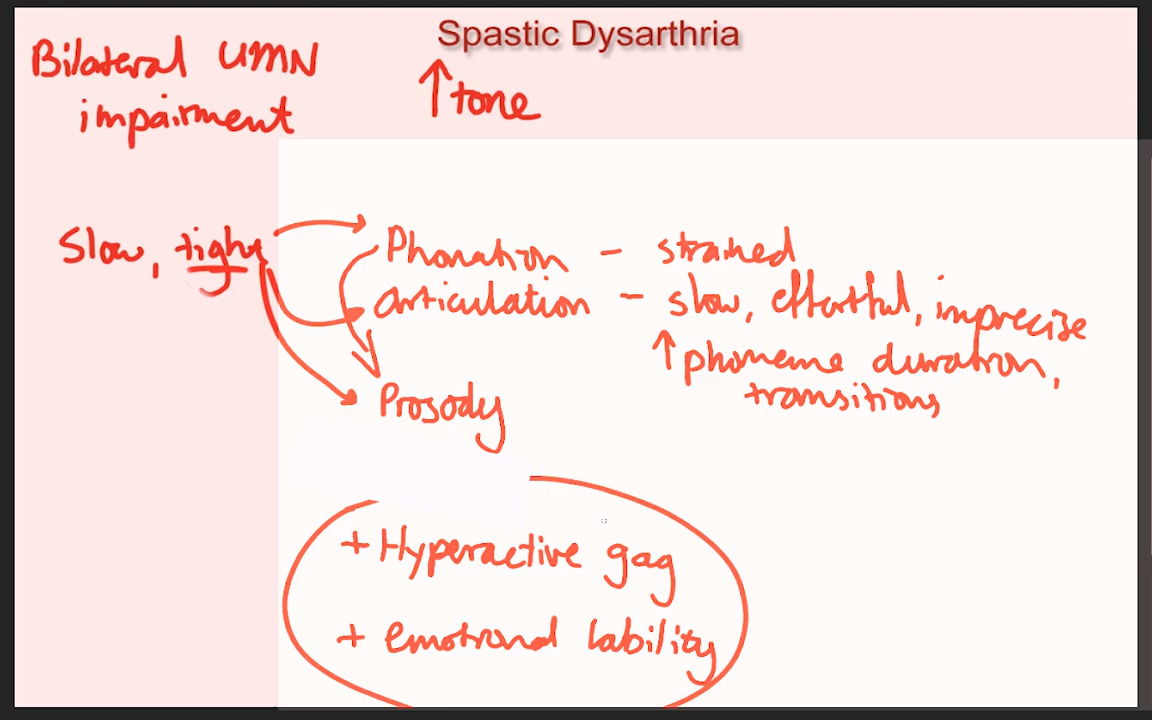 Spastic Dysarthria
Bilateral UMN
impairment
↑ tone
Slow, tight
Phonation - strained
articulation - slow, effortful, imprecise
↑ phoneme duration,
transitions
Prosody
+ Hyperactive gag
+ emotional lability